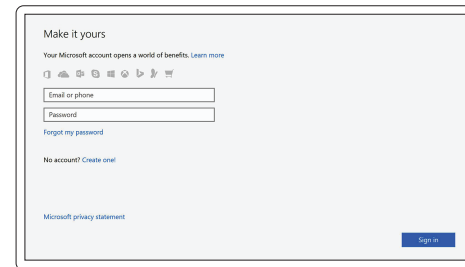 Make it yours
Your Microsoft account opens a world of benefits. Learn more
Email or phone
Password
Forgot my password
No account? Create one!
Microsoft privacy statement
Sign in